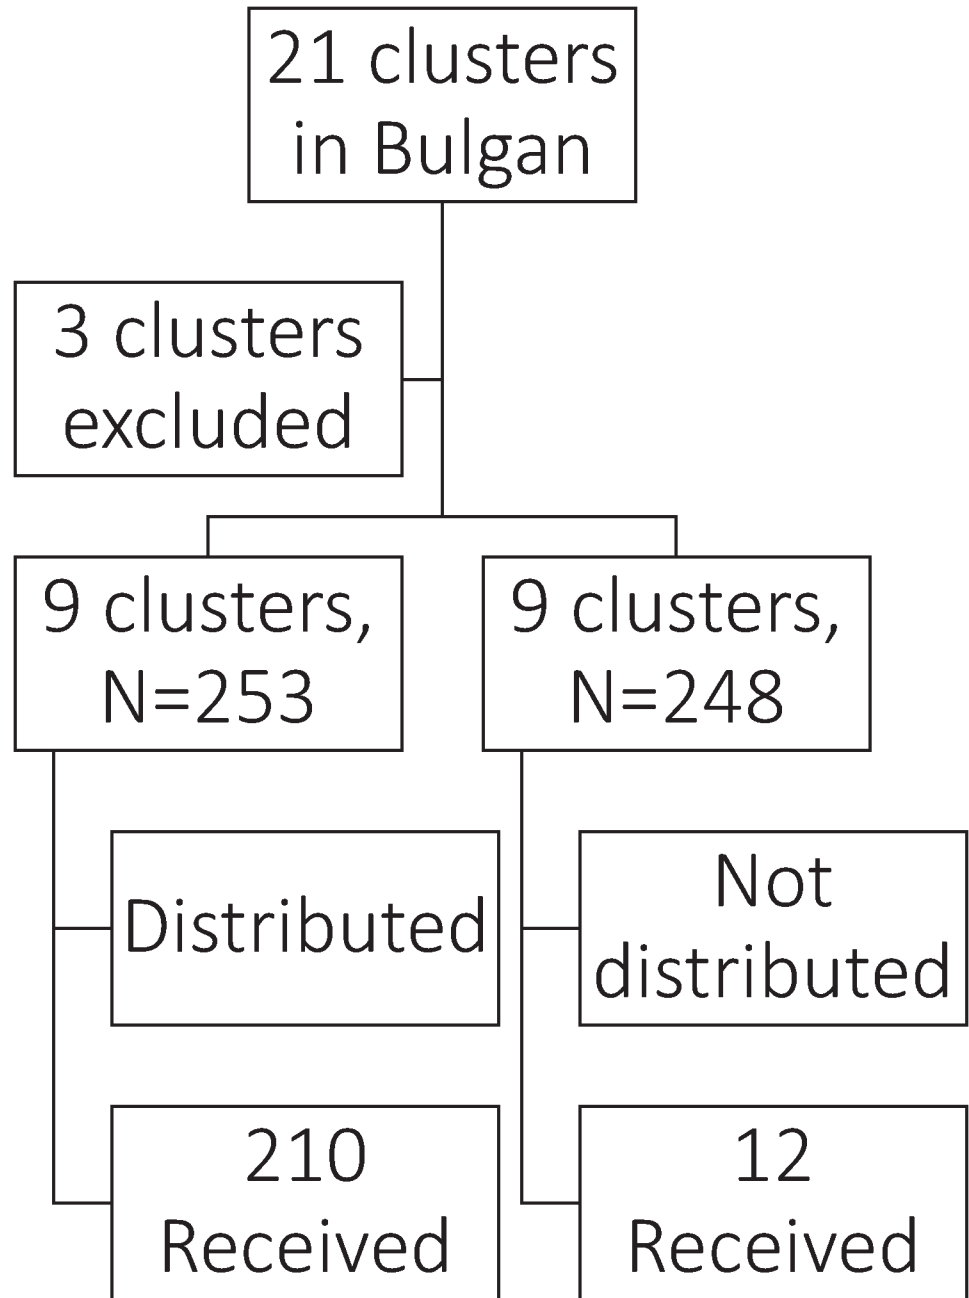 21 clusters
in Bulgan
3 clusters
excluded
9 clusters,
N=253
9 clusters,
N=248
Distributed
Not
distributed
210
Received
12
Received